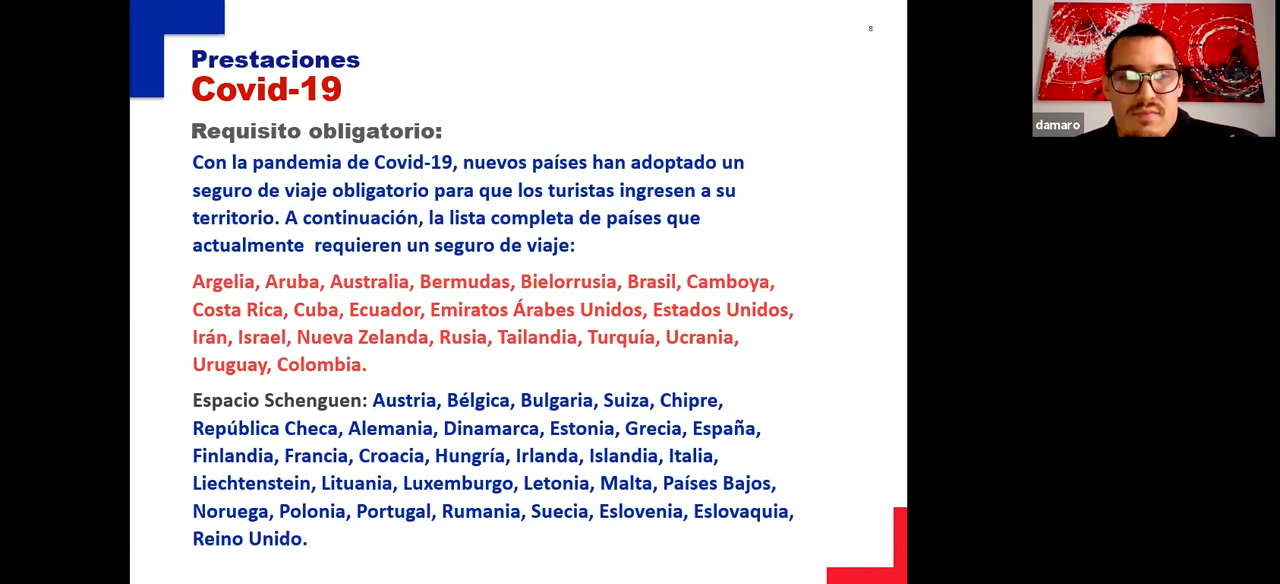 8
Prestaciones
Covid-19
Requisito obligatorio:
Con la pandemia de Covid-19, nuevos países han adoptado un
seguro de viaje obligatorio para que los turistas ingresen a su
territorio. A continuación, la lista completa de países que
actualmente  requieren un seguro de viaje:
Argelia, Aruba, Australia, Bermudas, Bielorrusia, Brasil, Camboya,
Costa Rica, Cuba, Ecuador, Emiratos Árabes Unidos, Estados Unidos,
Irán, Israel, Nueva Zelanda, Rusia, Tailandia, Turquía, Ucrania,
Uruguay, Colombia.
Espacio Schenguen: Austria, Bélgica, Bulgaria, Suiza, Chipre,
República Checa, Alemania, Dinamarca, Estonia, Grecia, España,
Finlandia, Francia, Croacia, Hungría, Irlanda, Islandia, Italia,
Liechtenstein, Lituania, Luxemburgo, Letonia, Malta, Países Bajos,
Noruega, Polonia, Portugal, Rumania, Suecia, Eslovenia, Eslovaquia,
Reino Unido.
damaro